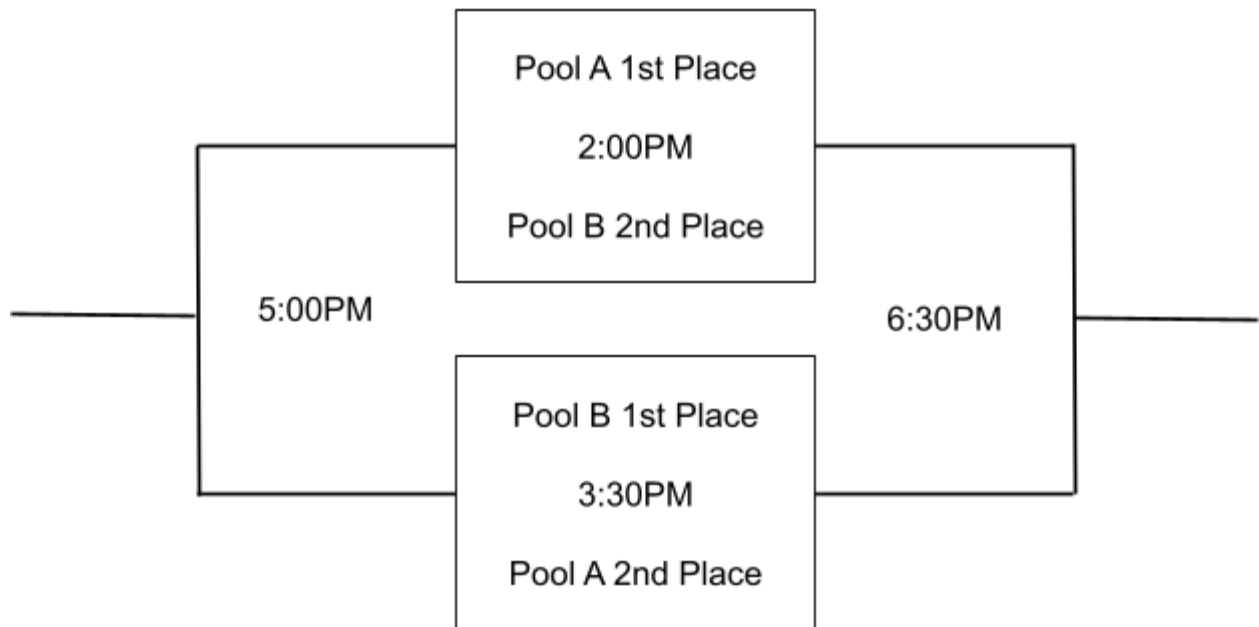 Pool A 1st Place
2:00PM
Pool B 2nd Place
5:00PM
6:30PM
Pool B 1st Place
3:30PM
Pool A 2nd Place